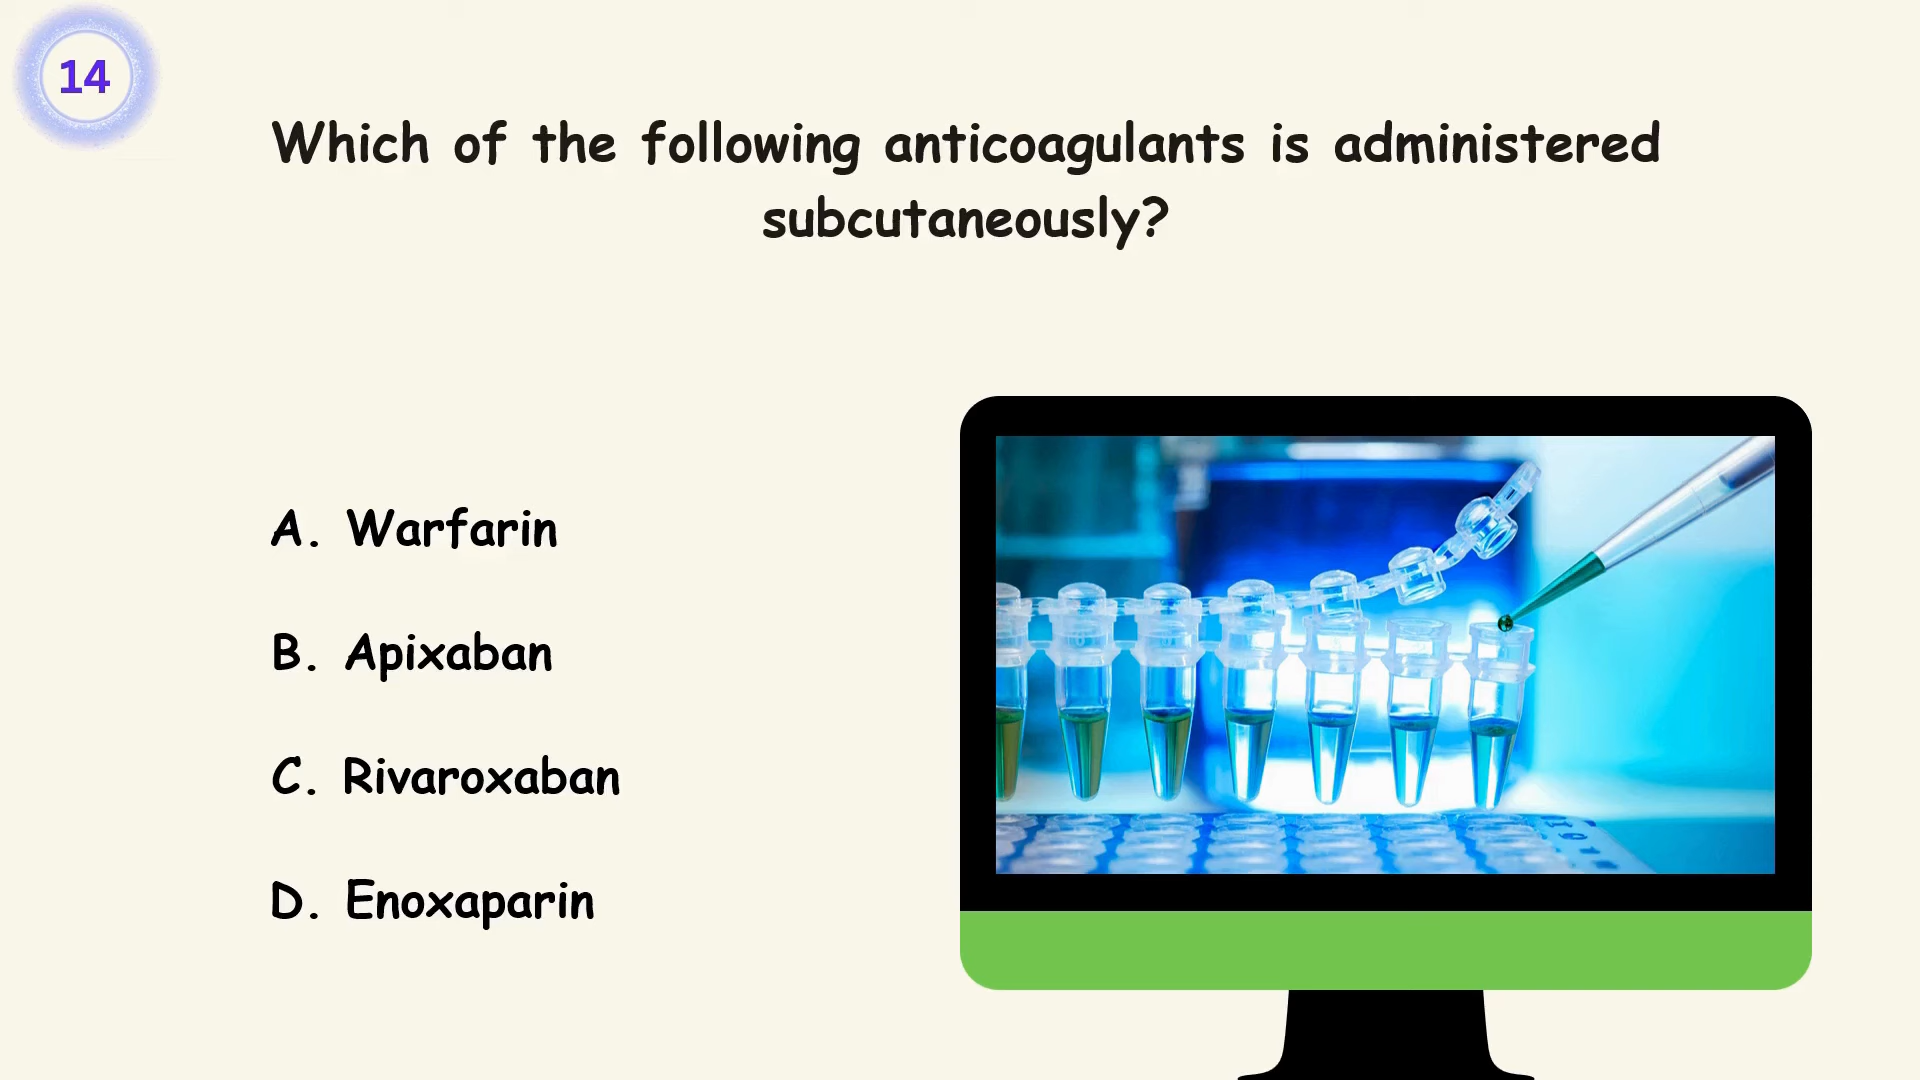 14
Which of the following anticoagulants is administered
subcutaneously?
A. Warfarin
B. Apixaban
C. Rivaroxaban
D. Enoxaparin